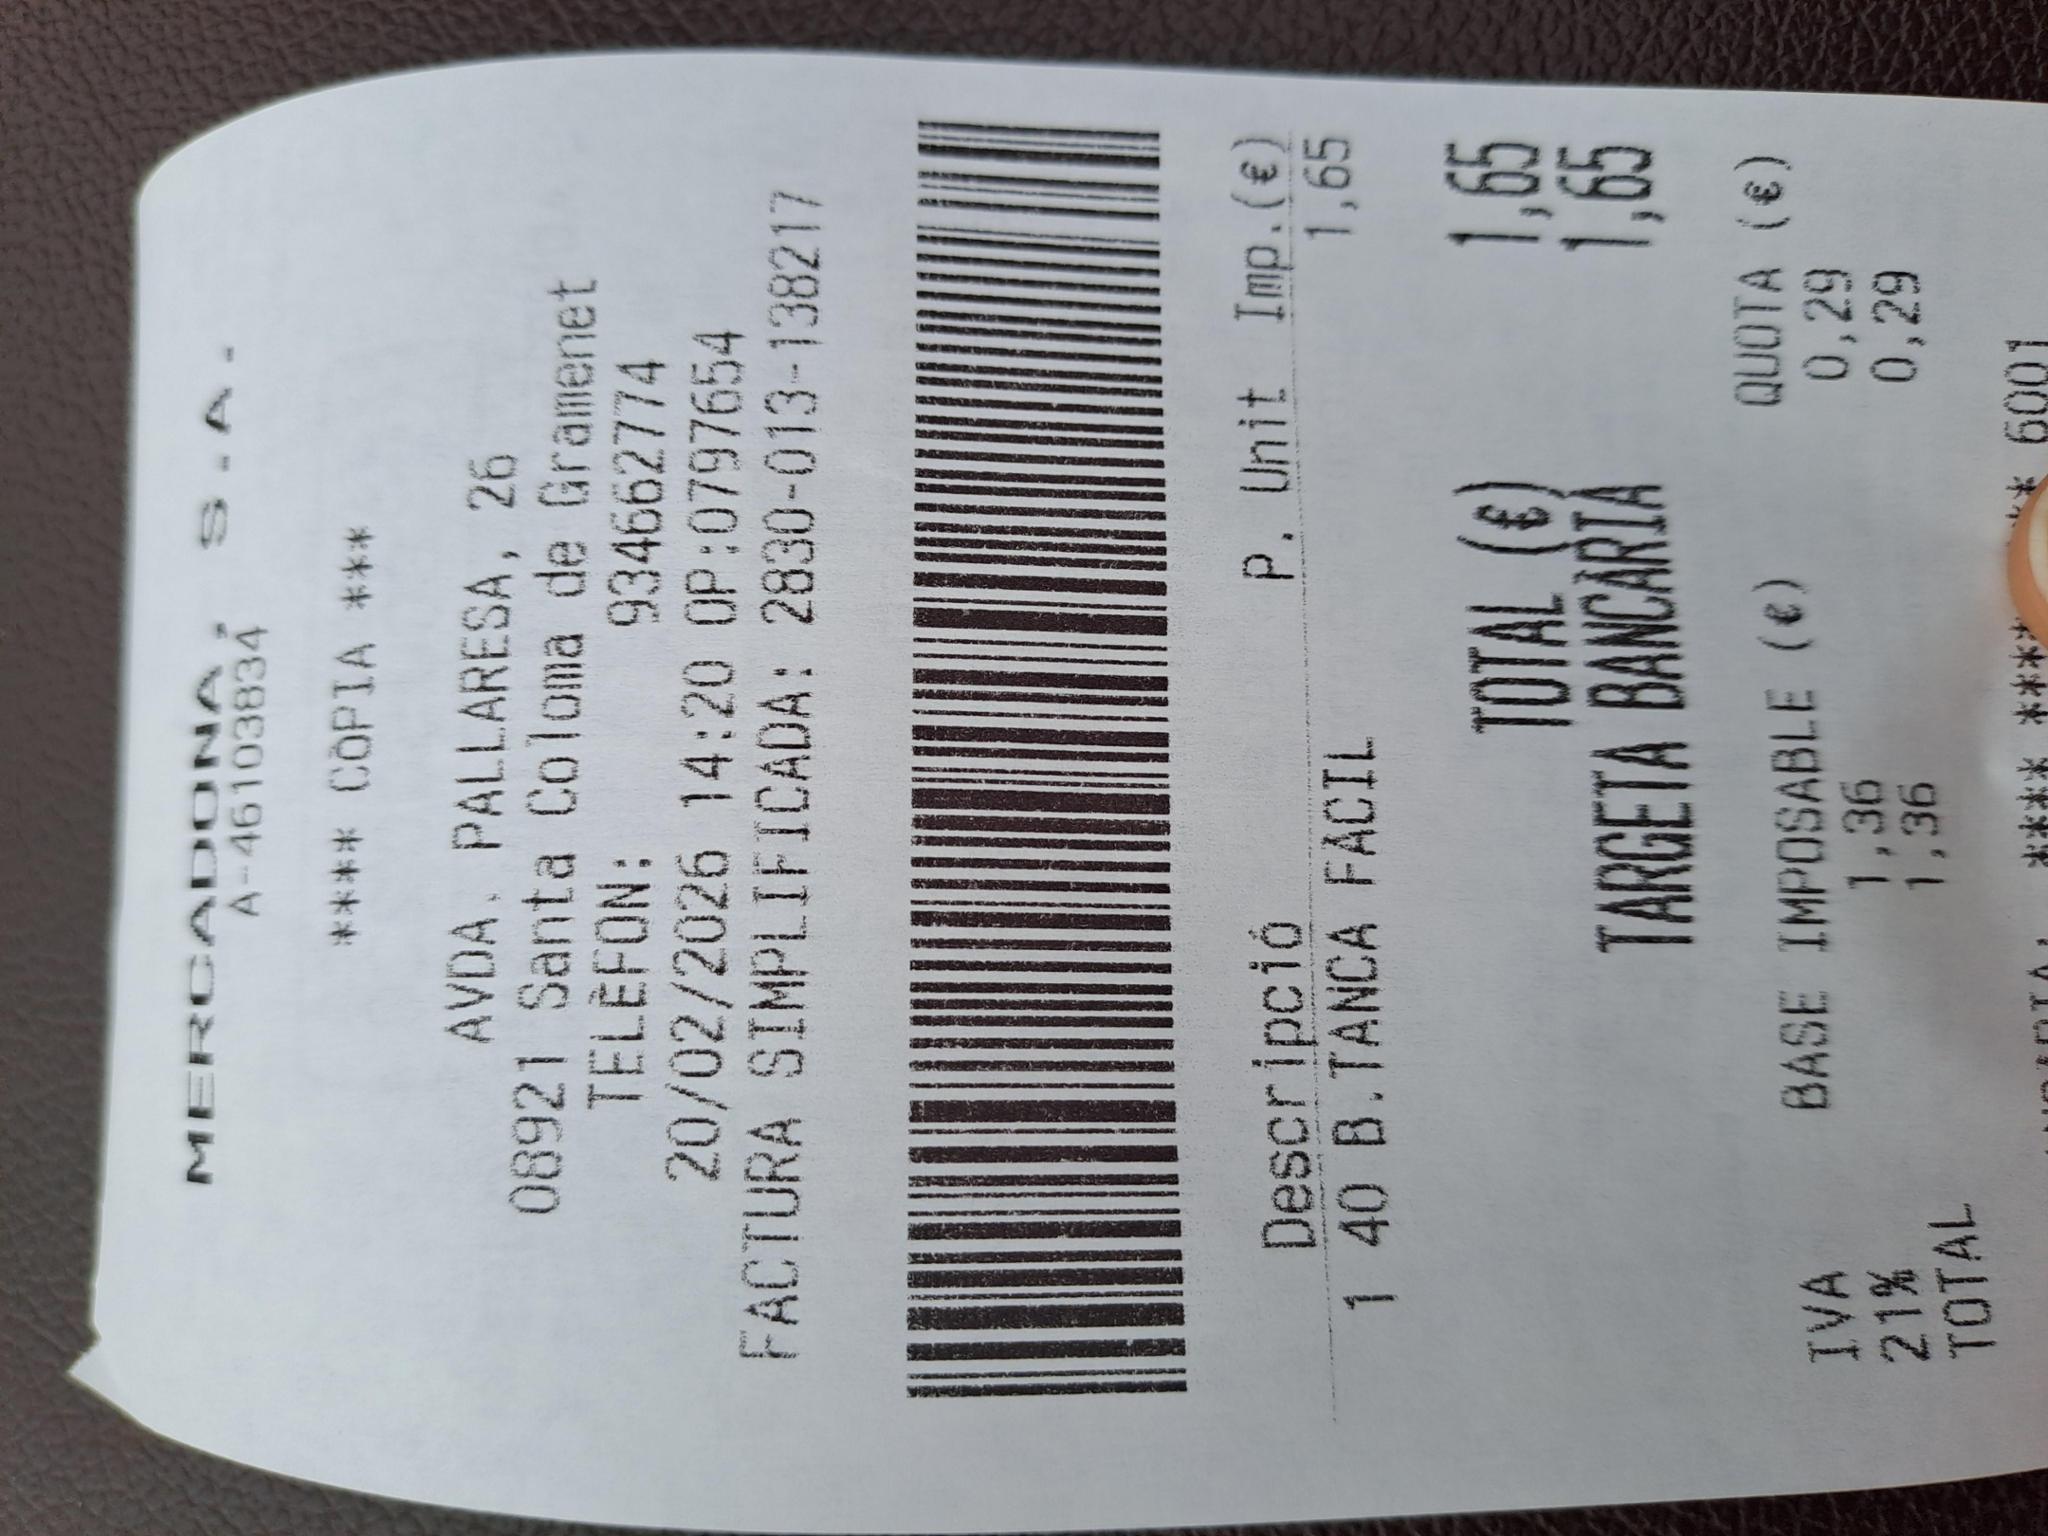 MERCADONA, S.A.
A-46103834
*** CÒPIA ***
AVDA. PALLARESA, 26
08921 Santa Coloma de Gramenet
TELÈFON: 934662774
20/02/2026 14:20 OP:0797654
FACTURA SIMPLIFICADA: 2830-013-138217
Descripció P. Unit Imp.(€)
1 40 B.TANCA FACIL 1,65
TOTAL (€) 1,65
TARGETA BANCÀRIA 1,65
IVA BASE IMPOSABLE (€) QUOTA (€)
21% 1,36 0,29
TOTAL 1,36 0,29
6001